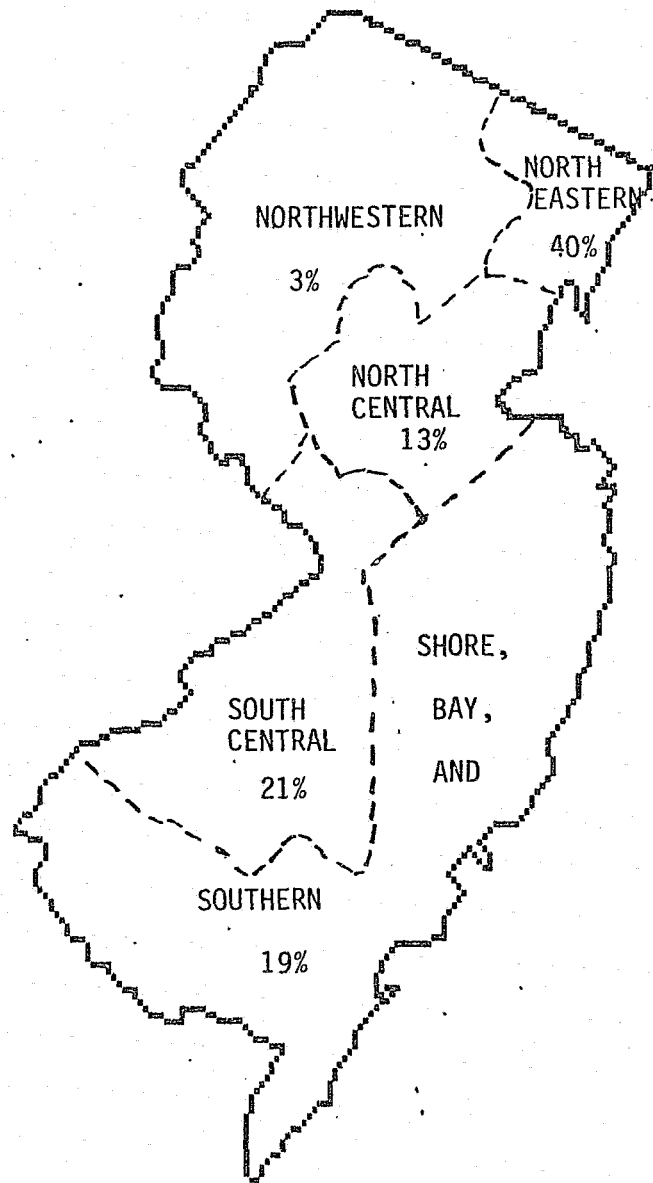 NORTH
EASTERN
40%
NORTHWESTERN
3%
NORTH
CENTRAL
13%
SHORE,
BAY,
AND
SOUTH
CENTRAL
21%
SOUTHERN
19%